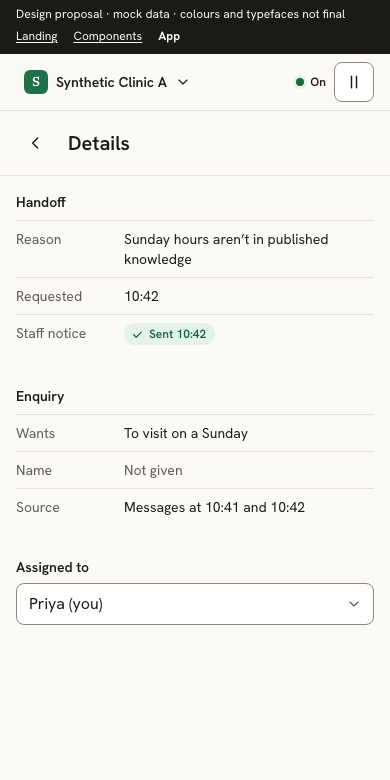 Design proposal · mock data · colours and typefaces not final
Landing Components App
S Synthetic Clinic A On
Details
Handoff
Reason Sunday hours aren’t in published
knowledge
Requested 10:42
Staff notice Sent 10:42
Enquiry
Wants To visit on a Sunday
Name Not given
Source Messages at 10:41 and 10:42
Assigned to
Priya (you)